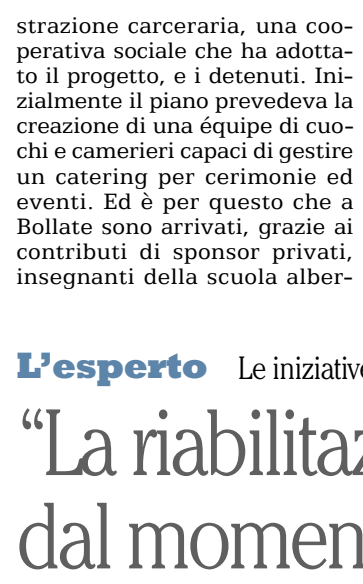 strazione carceraria, una coo-
perativa sociale che ha adotta-
to il progetto, e i detenuti. Ini-
zialmente il piano prevedeva la
creazione di una équipe di cuo-
chi e camerieri capaci di gestire
un catering per cerimonie ed
eventi. Ed è per questo che a
Bollate sono arrivati, grazie ai
contributi di sponsor privati,
insegnanti della scuola alber-
L'esperto Le iniziative
“La riabilitaz
dal momen